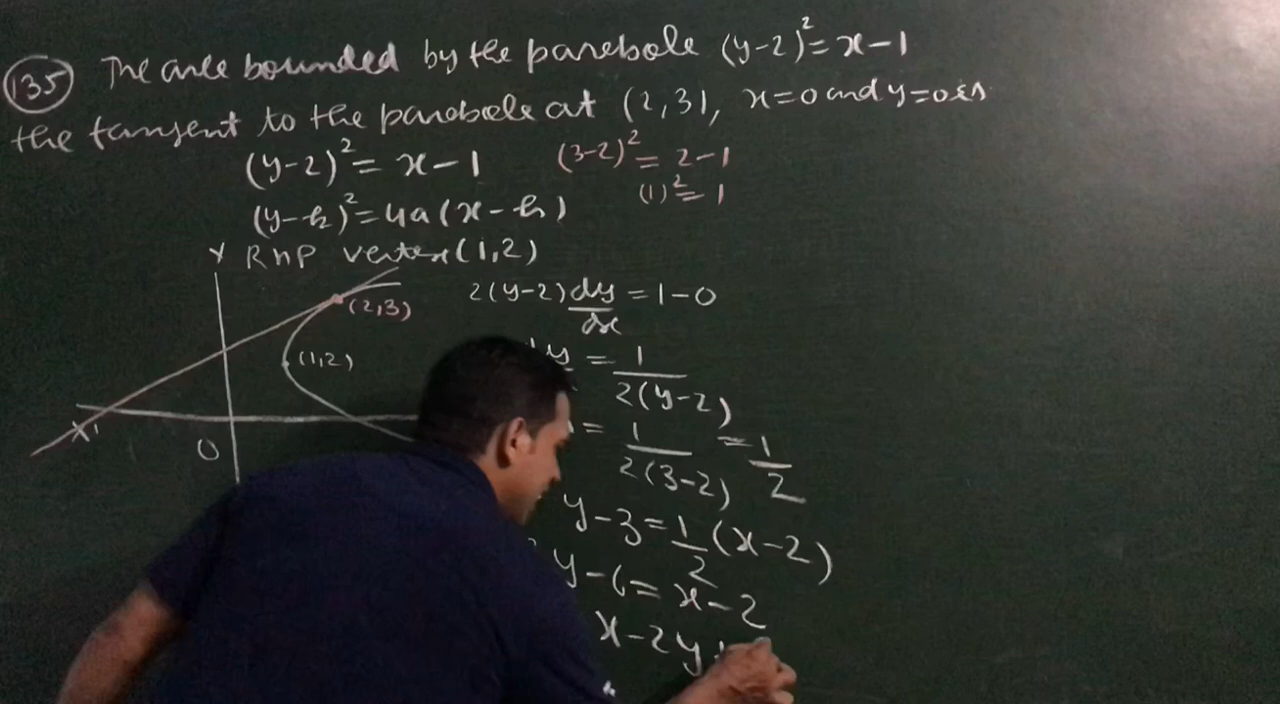 (135) The area bounded by the parabola (y-2)²=x-1
the tangent to the parabola at (2,3), x=0 and y=0 is
(y-2)²=x-1 (3-2)²=2-1
(1)²=1
(y-k)²=4a(x-h)
Y RHP vertex(1,2)
2(y-2)dy/dx=1-0
(2,3)
(1,2)
dy = 1/2(y-2)
X'
O
= 1/2(3-2) = 1/2
y-3=1/2(x-2)
y-6=x-2
x-2y+